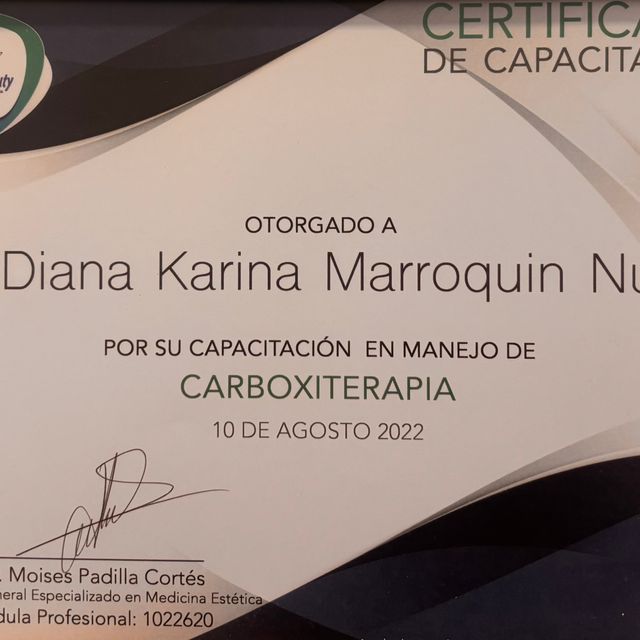 CERTIFICA
DE CAPACITA
uty
OTORGADO A
Diana Karina Marroquin Nu
POR SU CAPACITACIÓN EN MANEJO DE
CARBOXITERAPIA
10 DE AGOSTO 2022
. Moises Padilla Cortés
neral Especializado en Medicina Estética
dula Profesional: 1022620